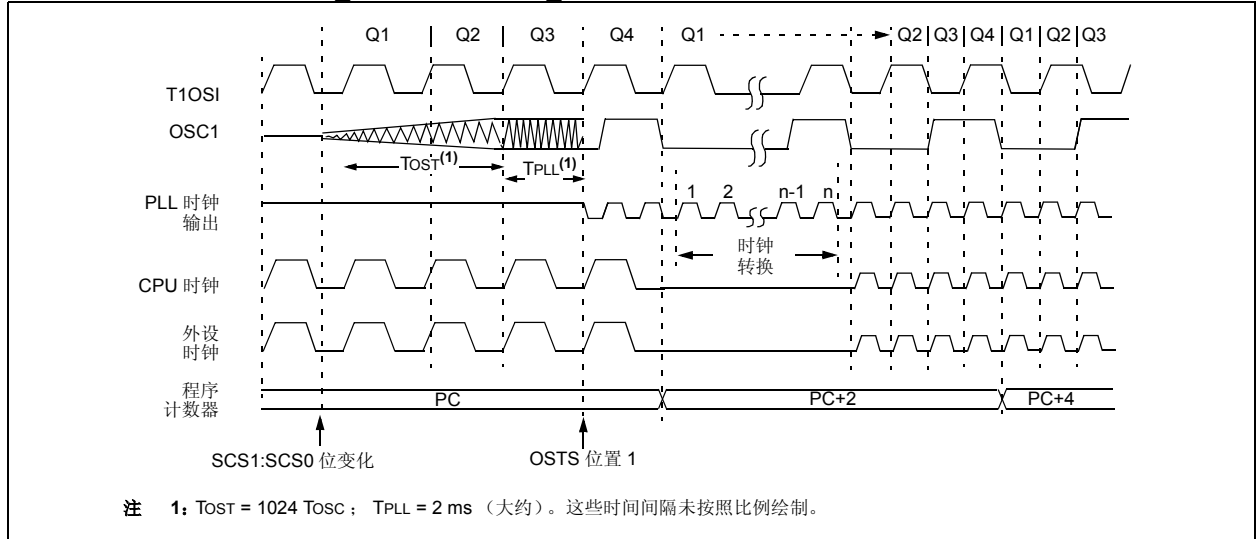 Q1 Q2 Q3 Q4 Q1 Q2 Q3 Q4 Q1 Q2 Q3
T1OSI
OSC1
TOST(1)
TPLL(1)
PLL 时钟
输出
1 2 n-1 n
时钟
转换
CPU 时钟
外设
时钟
程序
计数器
PC PC+2 PC+4
SCS1:SCS0 位变化
OSTS 位置 1
注 1: TOST = 1024 TOSC ; TPLL = 2 ms （大约）。这些时间间隔未按照比例绘制。